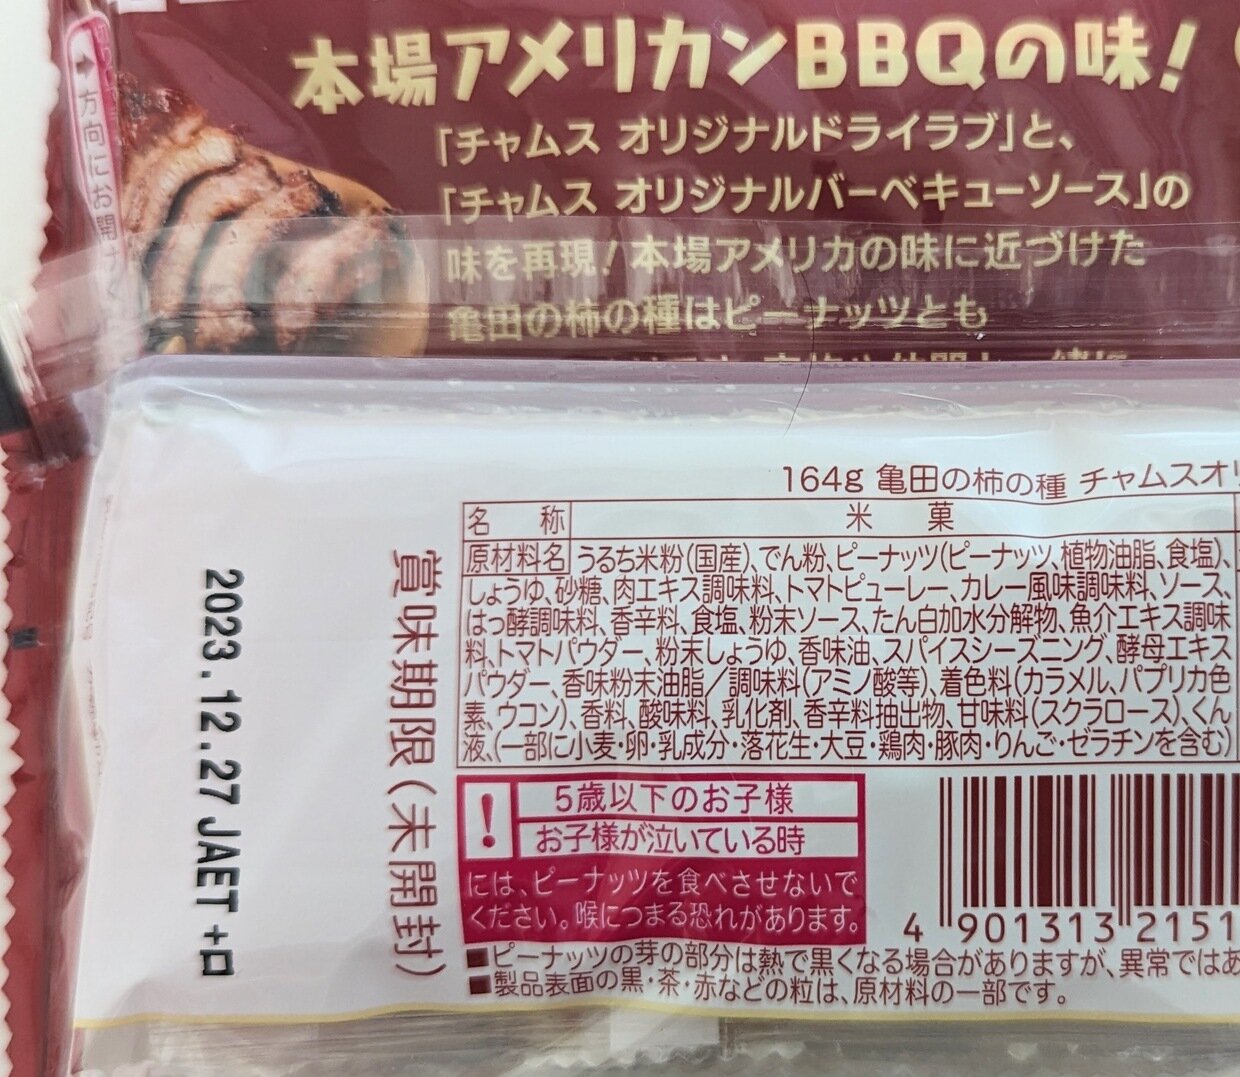 本場アメリカンBBQの味!
「チャムス オリジナルドライラブ」と、
「チャムス オリジナルバーベキューソース」の
味を再現!本場アメリカの味に近づけた
亀田の柿の種はピーナッツとも
方向にお開け
164g 亀田の柿の種 チャムスオリ
名称 米菓
原材料名 うるち米粉(国産)、でん粉、ピーナッツ(ピーナッツ、植物油脂、食塩)、
しょうゆ、砂糖、肉エキス調味料、トマトピューレー、カレー風味調味料、ソース、
はっ酵調味料、香辛料、食塩、粉末ソース、たん白加水分解物、魚介エキス調味
料、トマトパウダー、粉末しょうゆ、香味油、スパイスシーズニング、酵母エキス
パウダー、香味粉末油脂/調味料(アミノ酸等)、着色料(カラメル、パプリカ色
素、ウコン)、香料、酸味料、乳化剤、香辛料抽出物、甘味料(スクラロース)、くん
液、(一部に小麦・卵・乳成分・落花生・大豆・鶏肉・豚肉・りんご・ゼラチンを含む)
賞味期限(未開封)
2023.12.27 JAET+ロ
! 5歳以下のお子様
お子様が泣いている時
には、ピーナッツを食べさせないで
ください。喉につまる恐れがあります。
4 901313 2151
■ピーナッツの芽の部分は熱で黒くなる場合がありますが、異常ではあ
■製品表面の黒・茶・赤などの粒は、原材料の一部です。